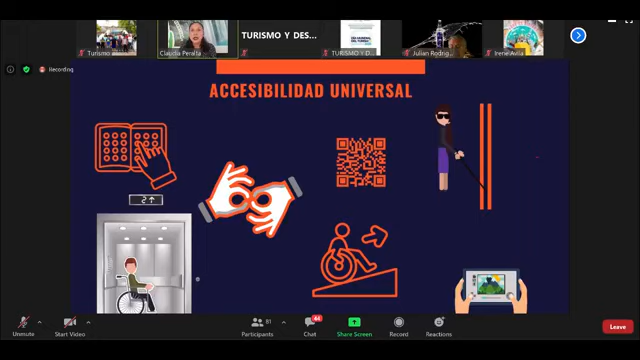 TURISMO Y DES...
Turismo
Claudia Peralta
TURISMO Y D...
Julian Rodrig...
Irene Avila
Recording
ACCESIBILIDAD UNIVERSAL
2
Unmute
Start Video
81
Participants
44
Chat
Share Screen
Record
Reactions
Leave